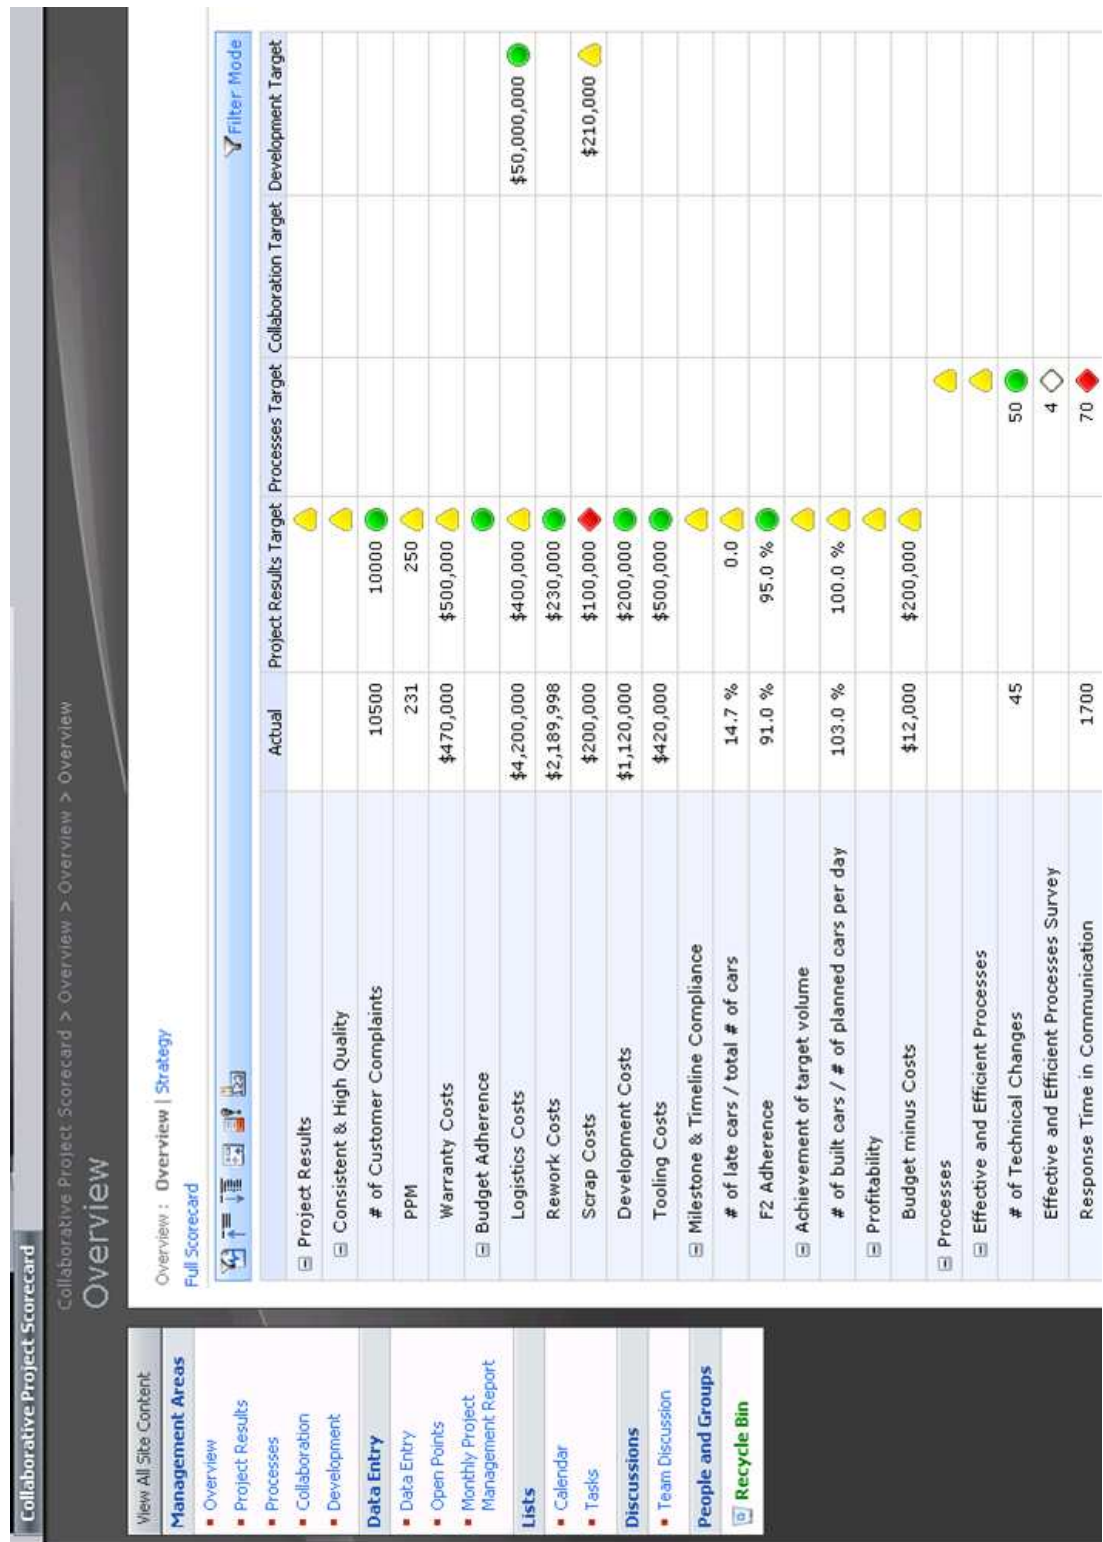 Collaborative Project Scorecard
Collaborative Project Scorecard > Overview > Overview > Overview
Overview
View All Site Content
Management Areas
Overview
Project Results
Processes
Collaboration
Development
Data Entry
Data Entry
Open Points
Monthly Project
Management Report
Lists
Calendar
Tasks
Discussions
Team Discussion
People and Groups
Recycle Bin
Overview : Overview | Strategy
Full Scorecard
Filter Mode
Actual Project Results Target Processes Target Collaboration Target Development Target
Project Results
Consistent & High Quality
# of Customer Complaints 10500 10000
PPM 231 250
Warranty Costs $470,000 $500,000
Budget Adherence
Logistics Costs $4,200,000 $400,000 $50,000,000
Rework Costs $2,189,998 $230,000
Scrap Costs $200,000 $100,000 $210,000
Development Costs $1,120,000 $200,000
Tooling Costs $420,000 $500,000
Milestone & Timeline Compliance
# of late cars / total # of cars 14.7 % 0.0
F2 Adherence 91.0 % 95.0 %
Achievement of target volume
# of built cars / # of planned cars per day 103.0 % 100.0 %
Profitability
Budget minus Costs $12,000 $200,000
Processes
Effective and Efficient Processes
# of Technical Changes 45 50
Effective and Efficient Processes Survey 4
Response Time in Communication 1700 70